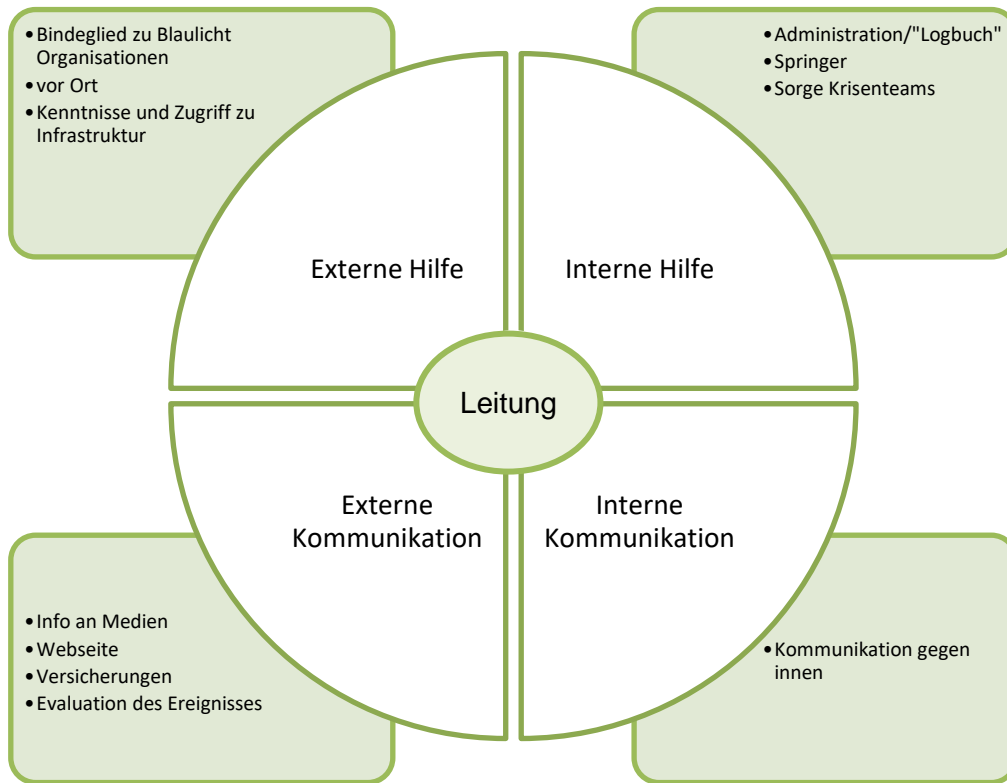 •Bindeglied zu Blaulicht
Organisationen
•vor Ort
•Kenntnisse und Zugriff zu
Infrastruktur
•Administration/"Logbuch"
•Springer
•Sorge Krisenteams
Externe Hilfe
Interne Hilfe
Leitung
Externe
Kommunikation
Interne
Kommunikation
•Info an Medien
•Webseite
•Versicherungen
•Evaluation des Ereignisses
•Kommunikation gegen
innen